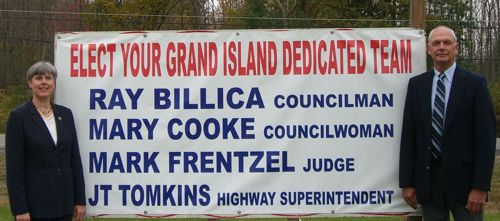 ELECT YOUR GRAND ISLAND DEDICATED TEAM
RAY BILLICA COUNCILMAN
MARY COOKE COUNCILWOMAN
MARK FRENTZEL JUDGE
JT TOMKINS HIGHWAY SUPERINTENDENT